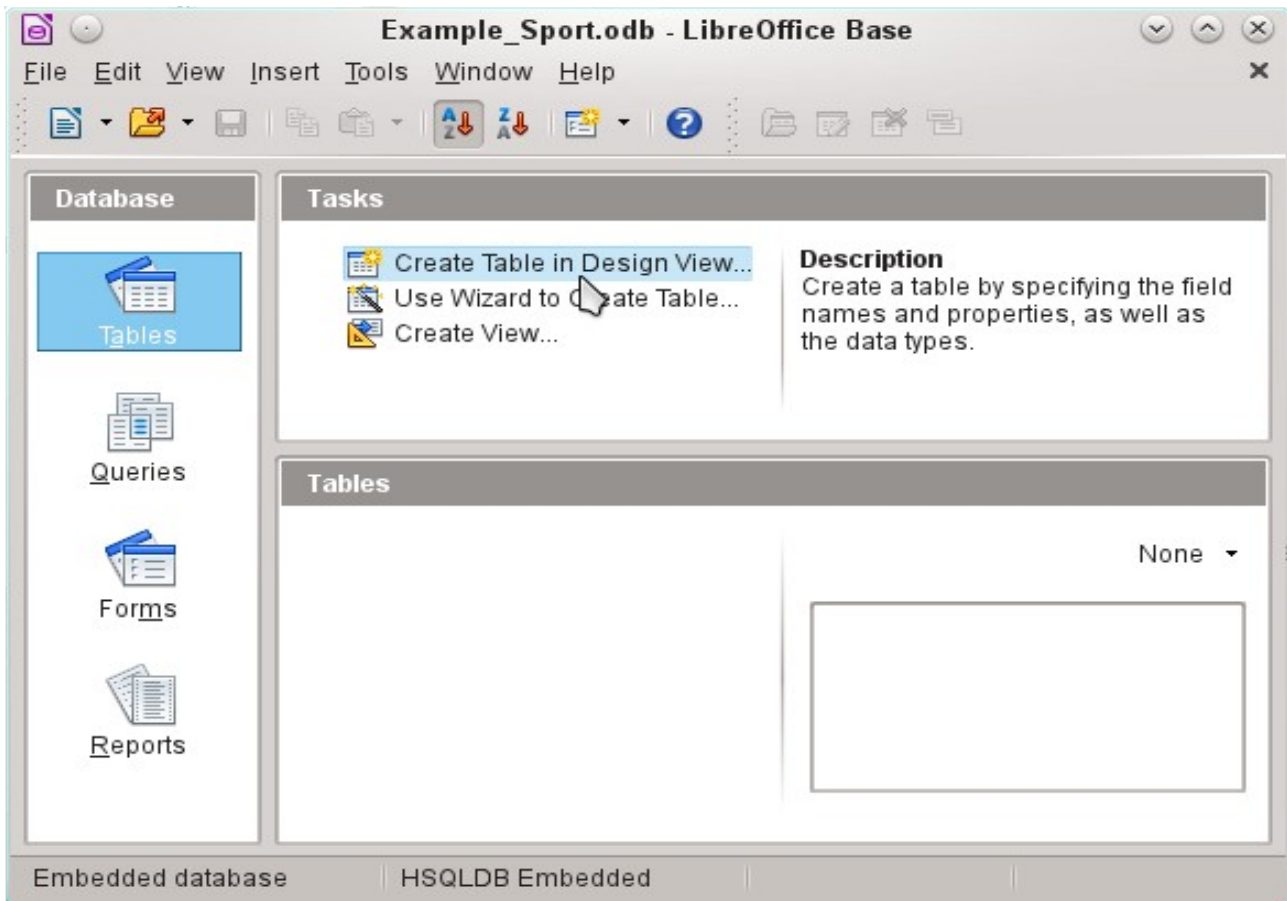 Example_Sport.odb - LibreOffice Base
File Edit View Insert Tools Window Help
Database
Tables
Queries
Forms
Reports
Tasks
Create Table in Design View...
Use Wizard to Create Table...
Create View...
Description
Create a table by specifying the field
names and properties, as well as
the data types.
Tables
None
Embedded database HSQLDB Embedded